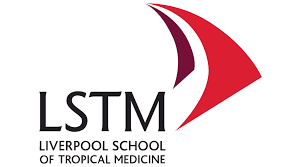 LSTM
LIVERPOOL SCHOOL
OF TROPICAL MEDICINE